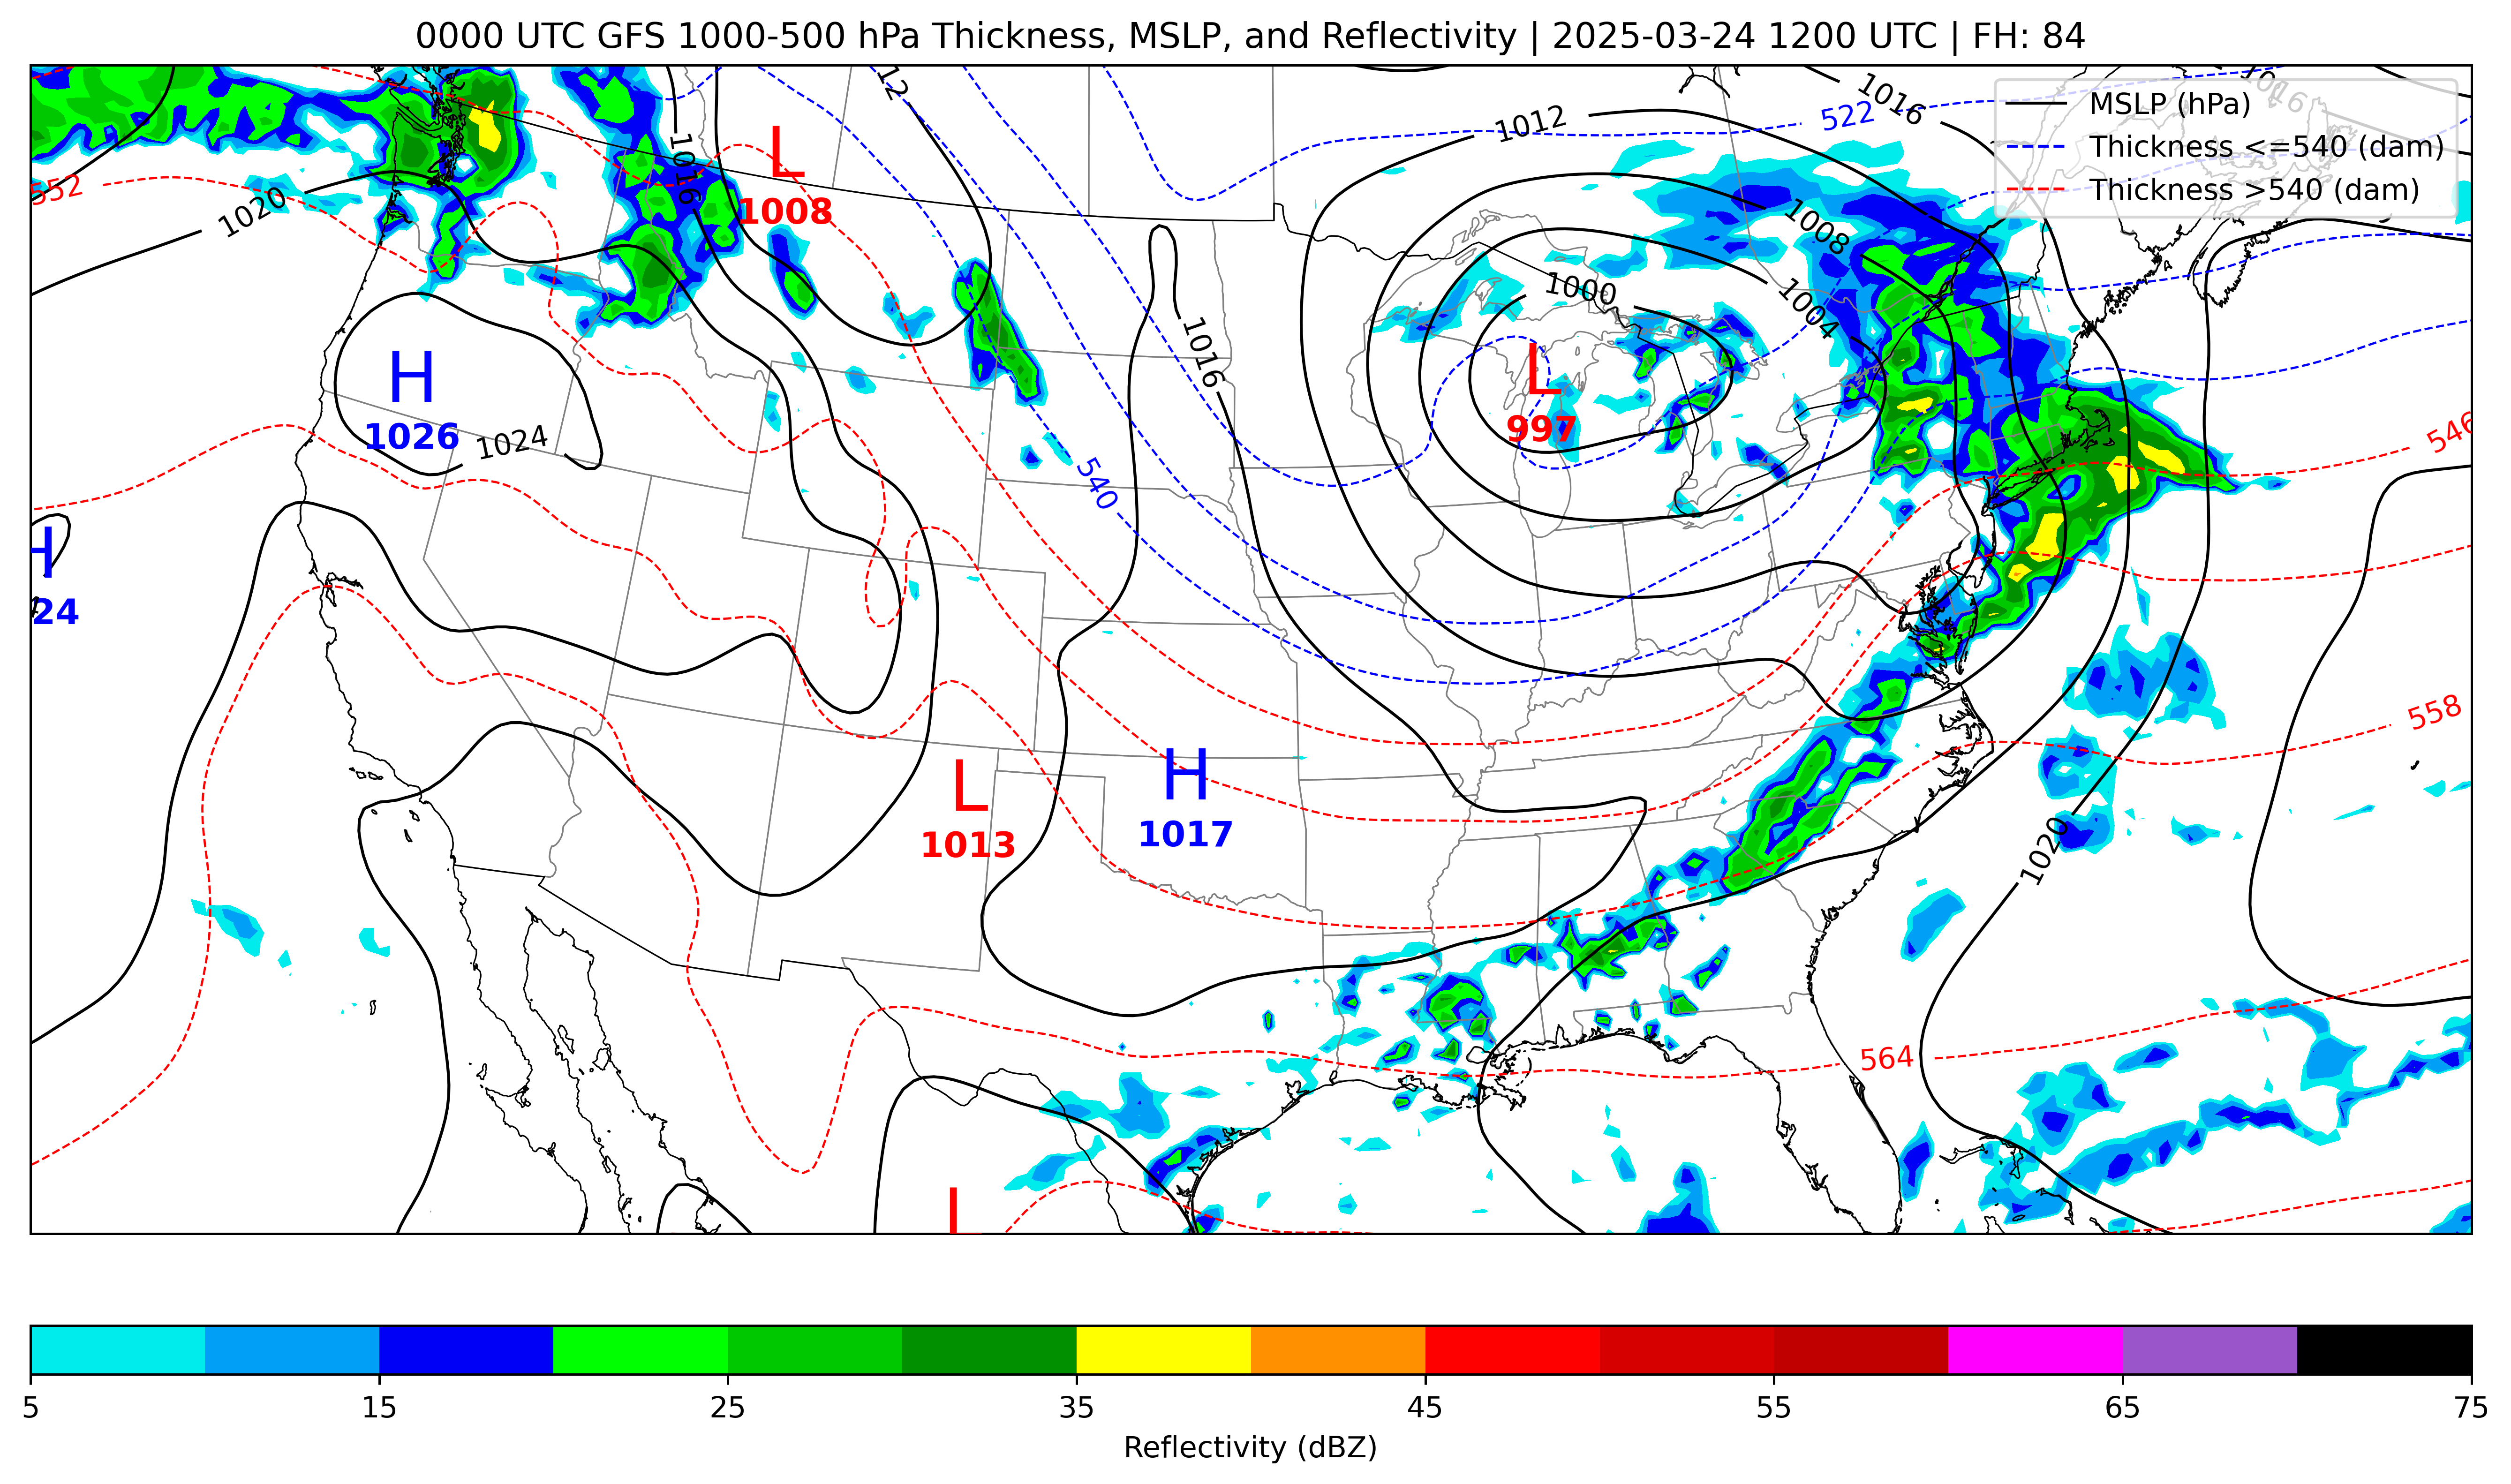 0000 UTC GFS 1000-500 hPa Thickness, MSLP, and Reflectivity | 2025-03-24 1200 UTC | FH: 84
MSLP (hPa)
Thickness <=540 (dam)
Thickness >540 (dam)
12
1016
1012
1016
522
552
1020
1016
L
1008
1008
1000
1004
1016
H
1026
1024
L
997
540
546
H
24
558
L
1013
H
1017
1020
564
L
5
15
25
35
45
55
65
75
Reflectivity (dBZ)